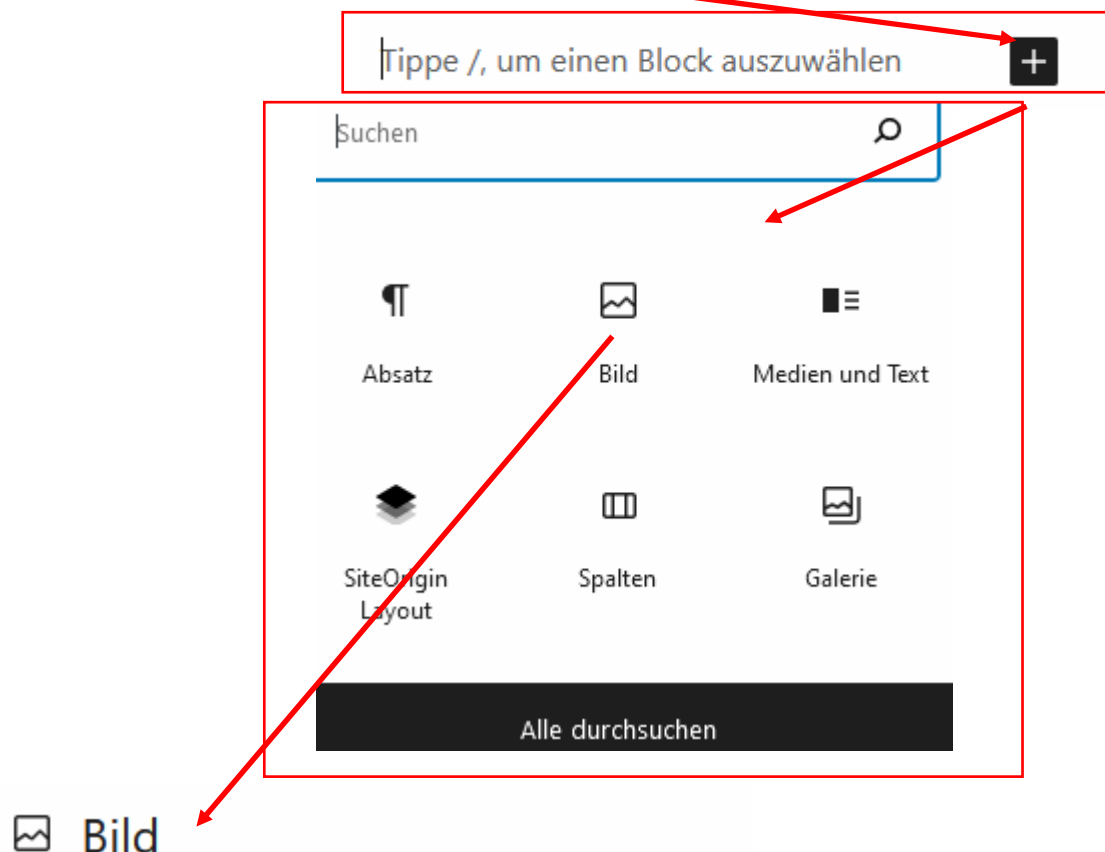 Tippe /, um einen Block auszuwählen
Suchen
Absatz
Bild
Medien und Text
SiteOrigin
Layout
Spalten
Galerie
Alle durchsuchen
Bild